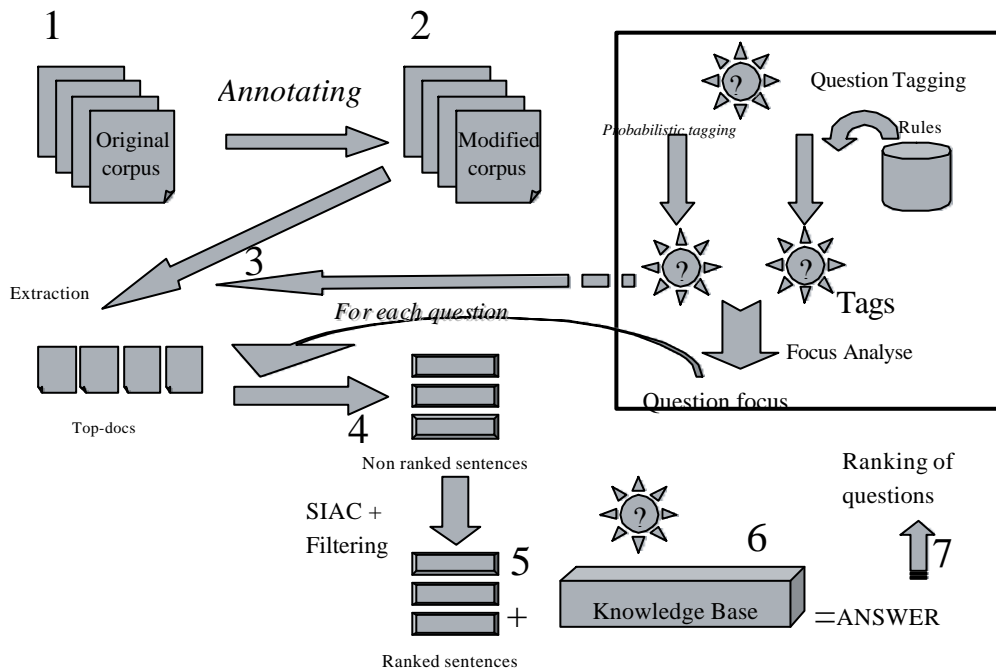 1
2
Annotating
Original
corpus
Modified
corpus
?
Question Tagging
Probabilistic tagging
Rules
?
?
Tags
3
Extraction
For each question
Focus Analyse
Question focus
Top-docs
4
Non ranked sentences
SIAC +
Filtering
5
Ranked sentences
+
?
6
Knowledge Base
=ANSWER
Ranking of
questions
7